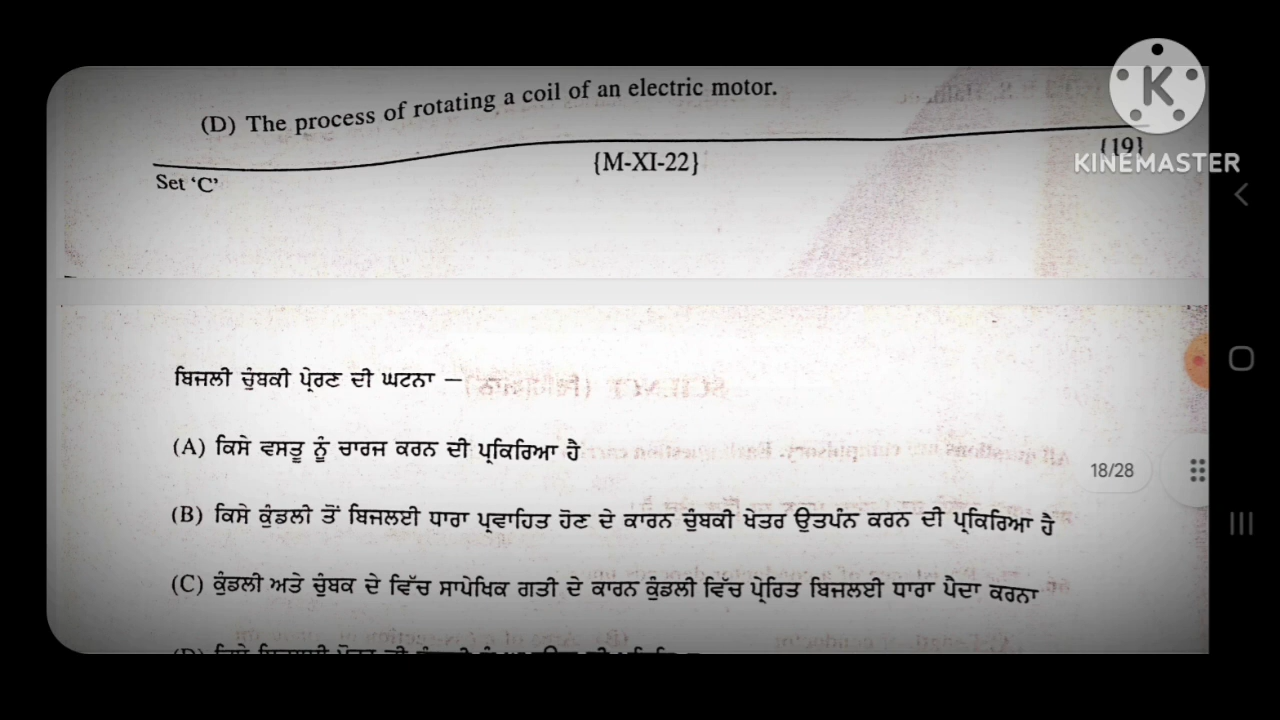 (D) The process of rotating a coil of an electric motor.
K
KINEMASTER
Set ‘C’
{M-XI-22}
{19}
ਬਿਜਲੀ ਚੁੰਬਕੀ ਪ੍ਰੇਰਣ ਦੀ ਘਟਨਾ —
(A) ਕਿਸੇ ਵਸਤੂ ਨੂੰ ਚਾਰਜ ਕਰਨ ਦੀ ਪ੍ਰਕਿਰਿਆ ਹੈ
18/28
(B) ਕਿਸੇ ਕੁੰਡਲੀ ਤੋਂ ਬਿਜਲਈ ਧਾਰਾ ਪ੍ਰਵਾਹਿਤ ਹੋਣ ਦੇ ਕਾਰਨ ਚੁੰਬਕੀ ਖੇਤਰ ਉਤਪੰਨ ਕਰਨ ਦੀ ਪ੍ਰਕਿਰਿਆ ਹੈ
(C) ਕੁੰਡਲੀ ਅਤੇ ਚੁੰਬਕ ਦੇ ਵਿੱਚ ਸਾਪੇਖਿਕ ਗਤੀ ਦੇ ਕਾਰਨ ਕੁੰਡਲੀ ਵਿੱਚ ਪ੍ਰੇਰਿਤ ਬਿਜਲਈ ਧਾਰਾ ਪੈਦਾ ਕਰਨਾ